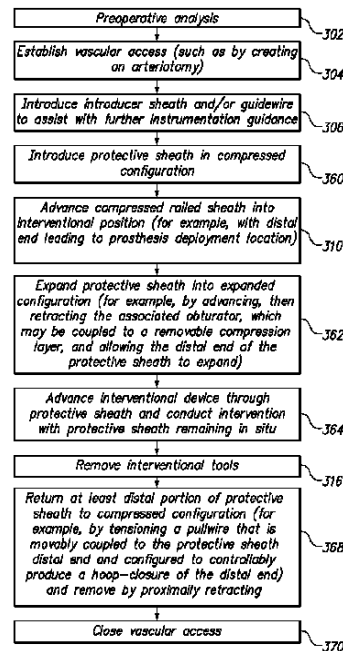 Preoperative analysis
302
Establish vascular access (such as by creating
an arteriotomy)
304
Introduce introducer sheath and/or guidewire
to assist with further instrumentation guidance
306
Introduce protective sheath in compressed
configuration
360
Advance compressed railed sheath into
interventional position (for example, with distal
end leading to prosthesis deployment location)
310
Expand protective sheath into expanded
configuration (for example, by advancing, then
retracting the associated obturator, which
may be coupled to a removable compression
layer, and allowing the distal end of the
protective sheath to expand)
362
Advance interventional device through
protective sheath and conduct intervention
with protective sheath remaining in situ
364
Remove interventional tools
316
Return at least distal portion of protective
sheath to compressed configuration (for
example, by tensioning a pullwire that is
movably coupled to the protective sheath
distal end and configured to controllably
produce a hoop-closure of the distal end)
and remove by proximally retracting
368
Close vascular access
370